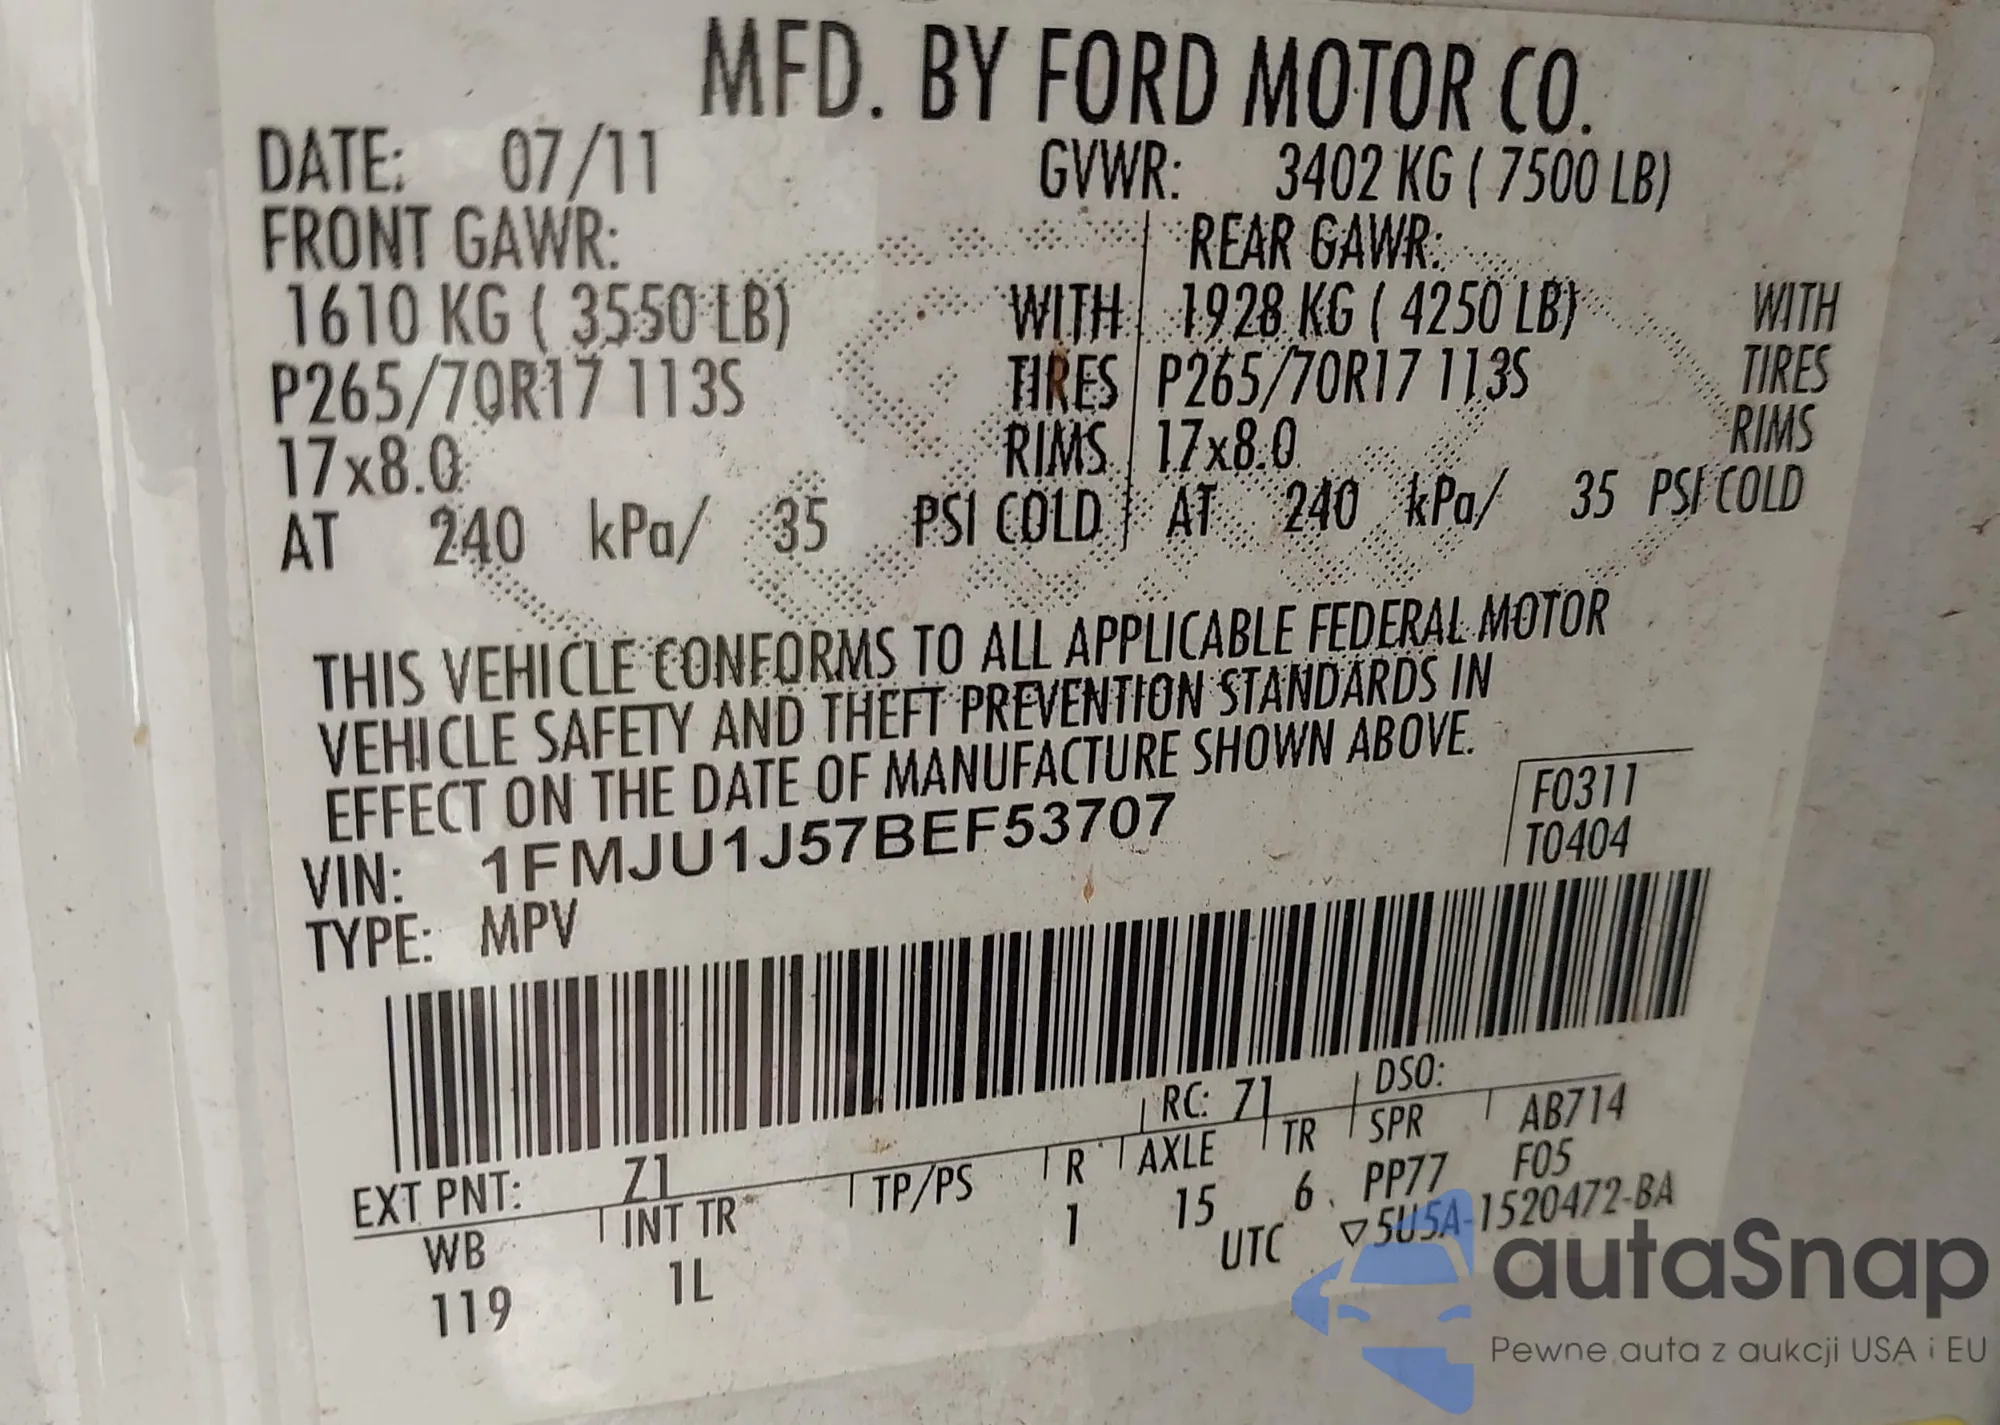 MFD. BY FORD MOTOR CO.
DATE: 07/11 GVWR: 3402 KG ( 7500 LB)
FRONT GAWR: REAR GAWR:
1610 KG ( 3550 LB) WITH 1928 KG ( 4250 LB) WITH
P265/70R17 113S TIRES P265/70R17 113S TIRES
17x8.0 RIMS 17x8.0 RIMS
AT 240 kPa/ 35 PSI COLD AT 240 kPa/ 35 PSI COLD
THIS VEHICLE CONFORMS TO ALL APPLICABLE FEDERAL MOTOR
VEHICLE SAFETY AND THEFT PREVENTION STANDARDS IN
EFFECT ON THE DATE OF MANUFACTURE SHOWN ABOVE.
VIN: 1FMJU1J57BEF53707 F0311
TYPE: MPV T0404
EXT PNT: Z1 RC: 71 DSO:
WB INT TR TP/PS R AXLE TR SPR AB714
119 1L 1 15 6 PP77 F05
UTC ▽5U5A-1520472-BA
autaSnap
Pewne auta z aukcji USA i EU